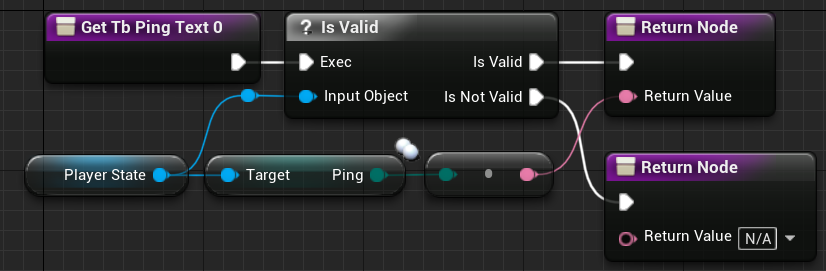 Get Tb Ping Text 0
? Is Valid
Return Node
Exec
Is Valid
Input Object
Is Not Valid
Return Value
Player State
Target
Ping
Return Node
Return Value N/A